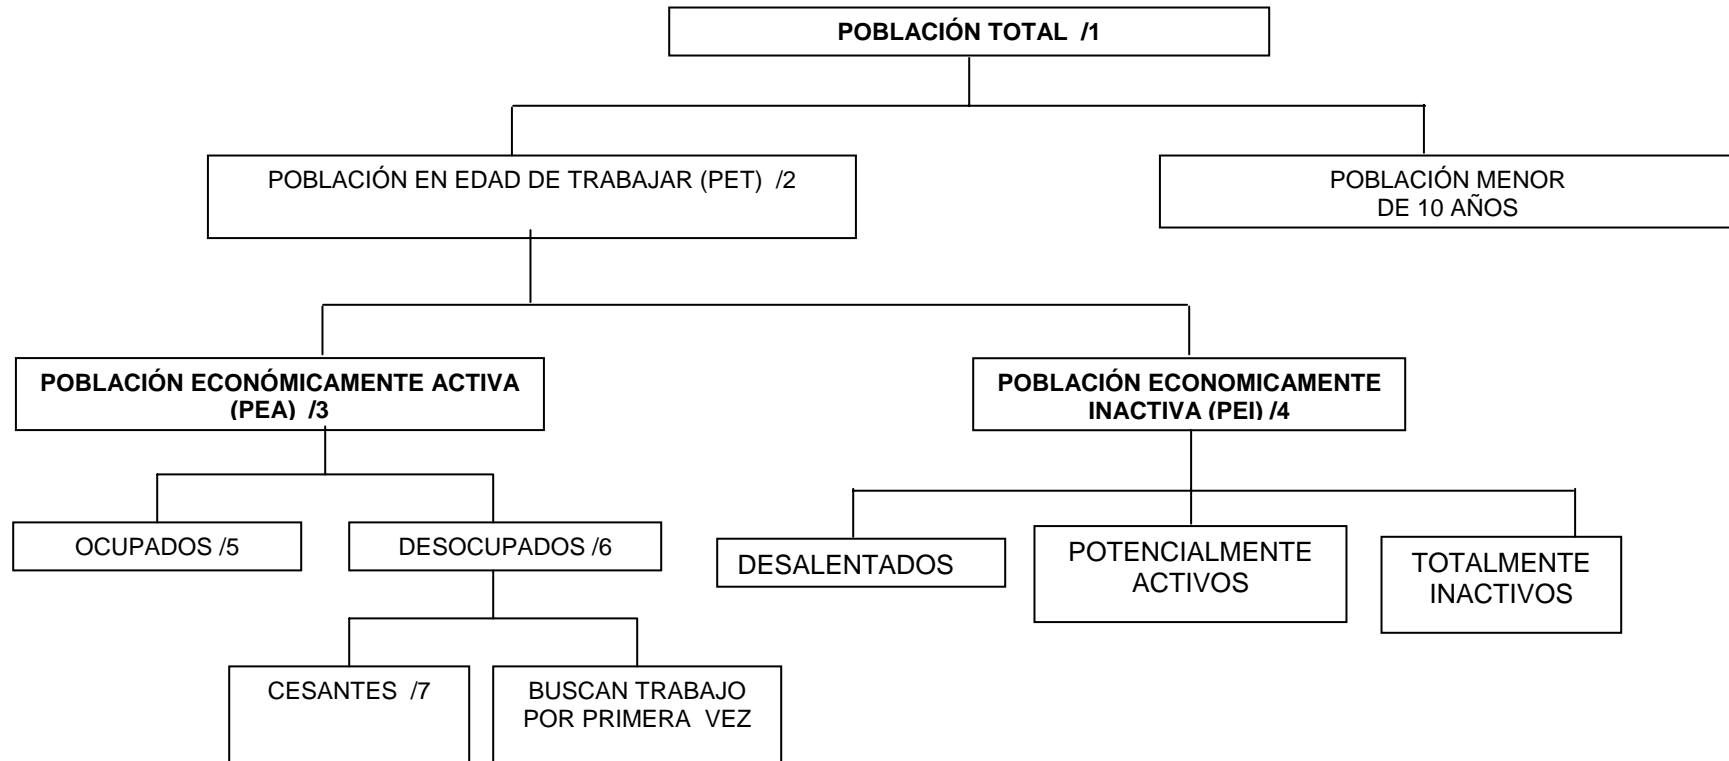 POBLACIÓN TOTAL /1
POBLACIÓN EN EDAD DE TRABAJAR (PET) /2
POBLACIÓN MENOR
DE 10 AÑOS
POBLACIÓN ECONÓMICAMENTE ACTIVA
(PEA) /3
POBLACIÓN ECONOMICAMENTE
INACTIVA (PEI) /4
OCUPADOS /5
DESOCUPADOS /6
DESALENTADOS
POTENCIALMENTE
ACTIVOS
TOTALMENTE
INACTIVOS
CESANTES /7
BUSCAN TRABAJO
POR PRIMERA VEZ